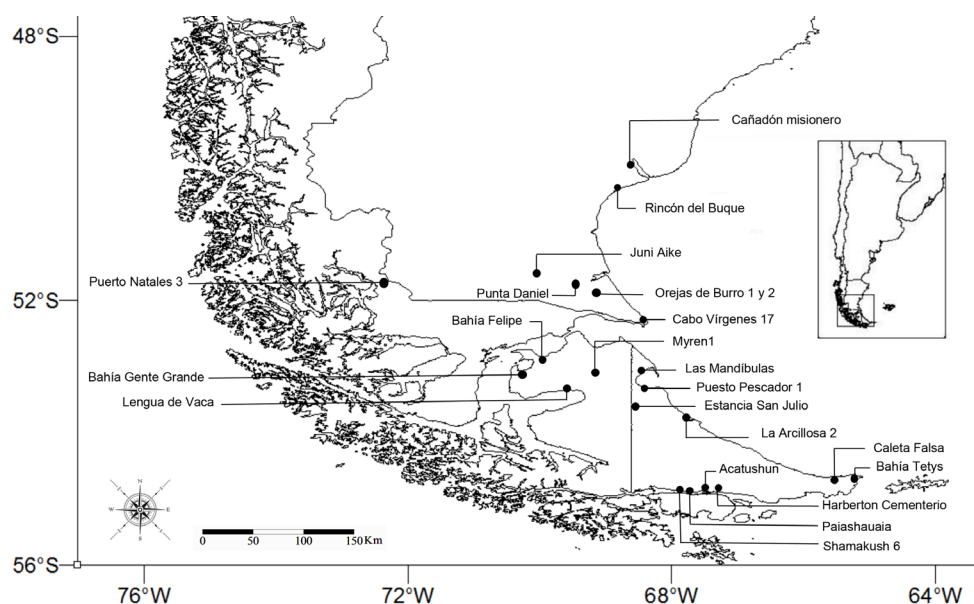 48°S
Cañadón misionero
Rincón del Buque
Juni Aike
Puerto Natales 3
Punta Daniel
Orejas de Burro 1 y 2
52°S
Bahía Felipe
Cabo Vírgenes 17
Myren1
Las Mandíbulas
Bahía Gente Grande
Puesto Pescador 1
Lengua de Vaca
Estancia San Julio
La Arcillosa 2
Caleta Falsa
Acatushun
Bahía Tetys
Harberton Cementerio
Paiashauaia
Shamakush 6
N
W
E
S
0 50 100 150 Km
56°S
76°W 72°W 68°W 64°W